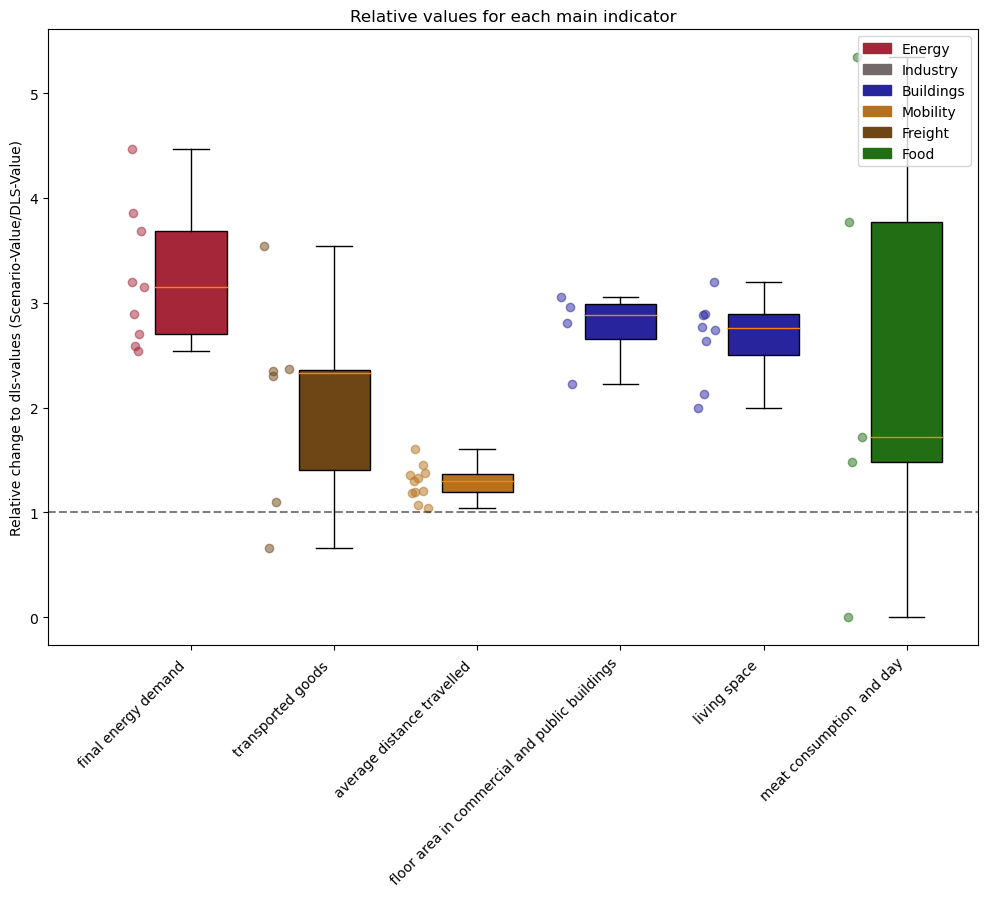 Relative values for each main indicator
Relative change to dls-values (Scenario-Value/DLS-Value)
5
4
3
2
1
0
Energy
Industry
Buildings
Mobility
Freight
Food
final energy demand
transported goods
average distance travelled
floor area in commercial and public buildings
living space
meat consumption  and day